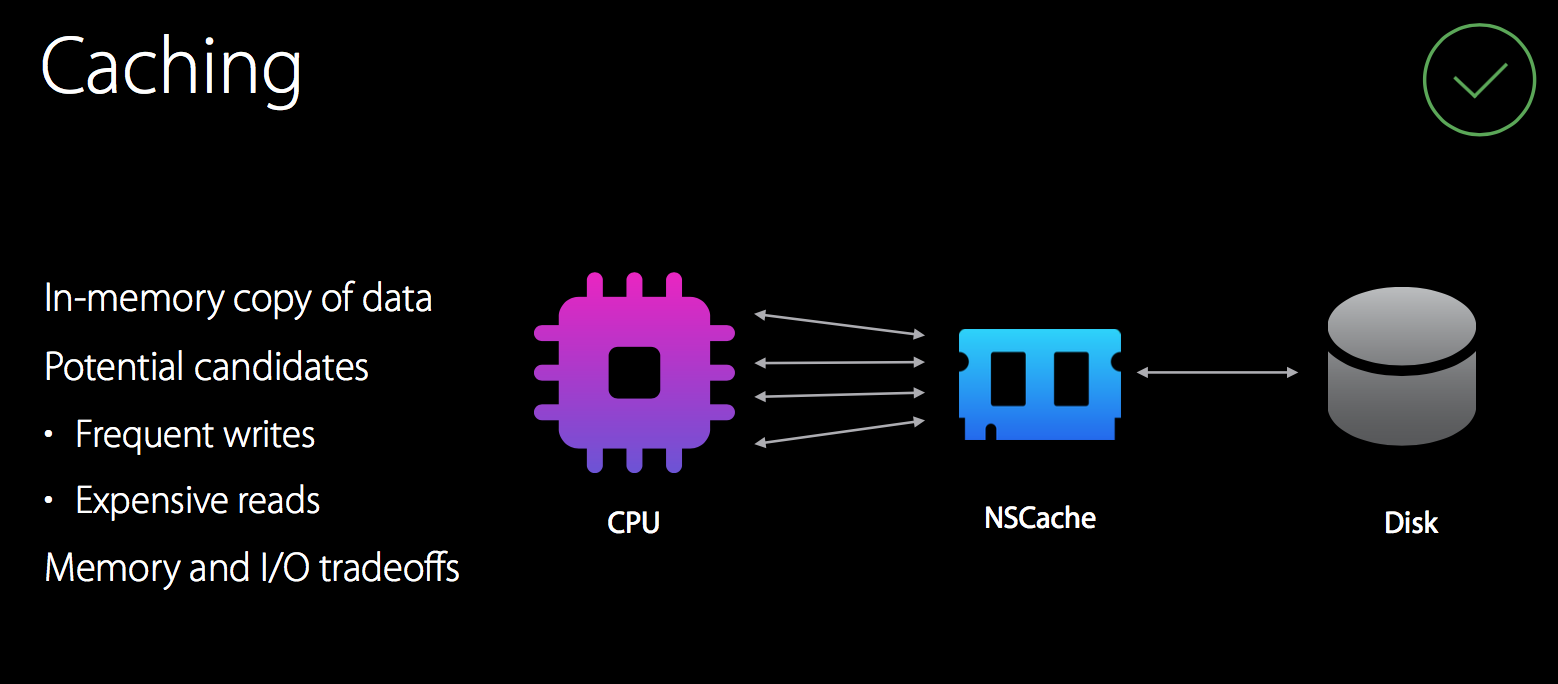 Caching
In-memory copy of data
Potential candidates
• Frequent writes
• Expensive reads
Memory and I/O tradeoffs
CPU
NSCache
Disk